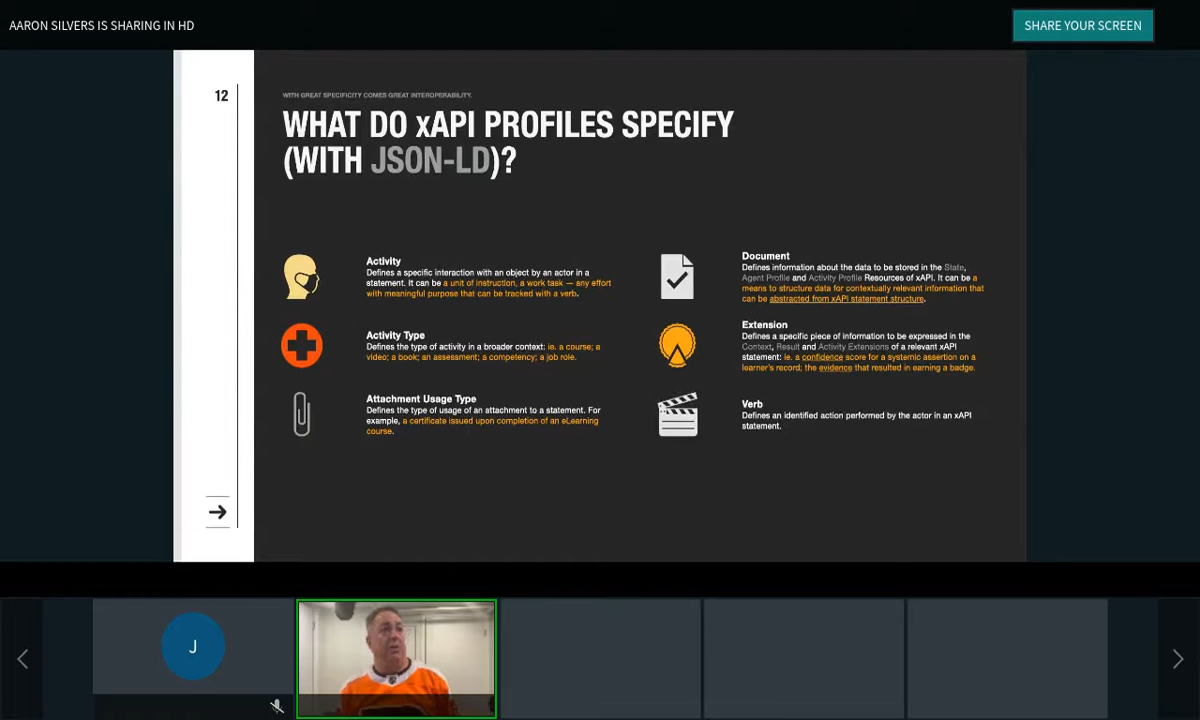 AARON SILVERS IS SHARING IN HD
SHARE YOUR SCREEN
12
WITH GREAT SPECIFICITY COMES GREAT INTEROPERABILITY.
WHAT DO xAPI PROFILES SPECIFY
(WITH JSON-LD)?
Activity
Defines a specific interaction with an object by an actor in a
statement. It can be a unit of instruction, a work task — any effort
with meaningful purpose that can be tracked with a verb.
Activity Type
Defines the type of activity in a broader context: ie. a course; a
video; a book; an assessment; a competency; a job role.
Attachment Usage Type
Defines the type of usage of an attachment to a statement. For
example, a certificate issued upon completion of an eLearning
course.
Document
Defines information about the data to be stored in the State,
Agent Profile and Activity Profile Resources of xAPI. It can be a
means to structure data for contextually relevant information that
can be abstracted from xAPI statement structure.
Extension
Defines a specific piece of information to be expressed in the
Context, Result and Activity Extensions of a relevant xAPI
statement: ie. a confidence score for a systemic assertion on a
learner's record; the evidence that resulted in earning a badge.
Verb
Defines an identified action performed by the actor in an xAPI
statement.
J